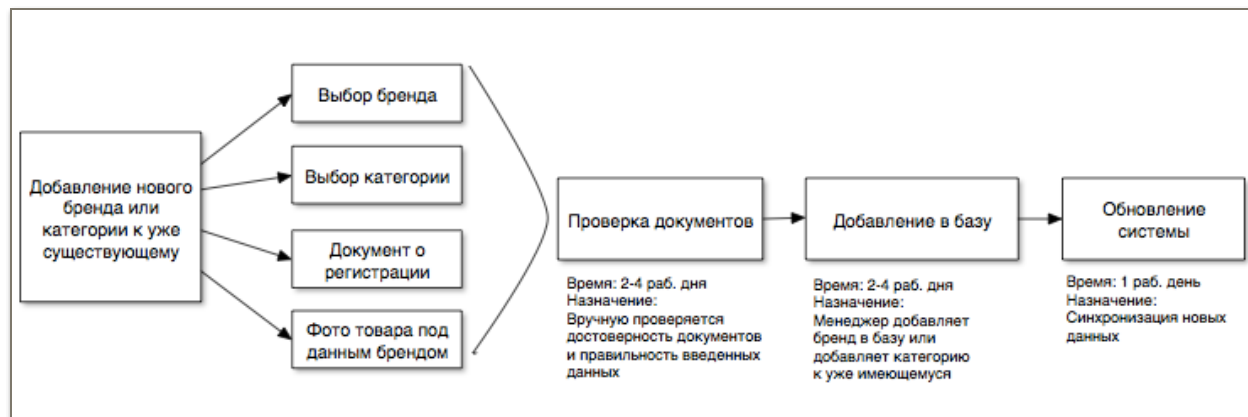 Добавление нового
бренда или
категории к уже
существующему
Выбор бренда
Выбор категории
Документ о
регистрации
Фото товара под
данным брендом
Проверка документов
Время: 2-4 раб. дня
Назначение:
Вручную проверяется
достоверность документов
и правильность введенных
данных
Добавление в базу
Время: 2-4 раб. дня
Назначение:
Менеджер добавляет
бренд в базу или
добавляет категорию
к уже имеющемуся
Обновление
системы
Время: 1 раб. день
Назначение:
Синхронизация новых
данных